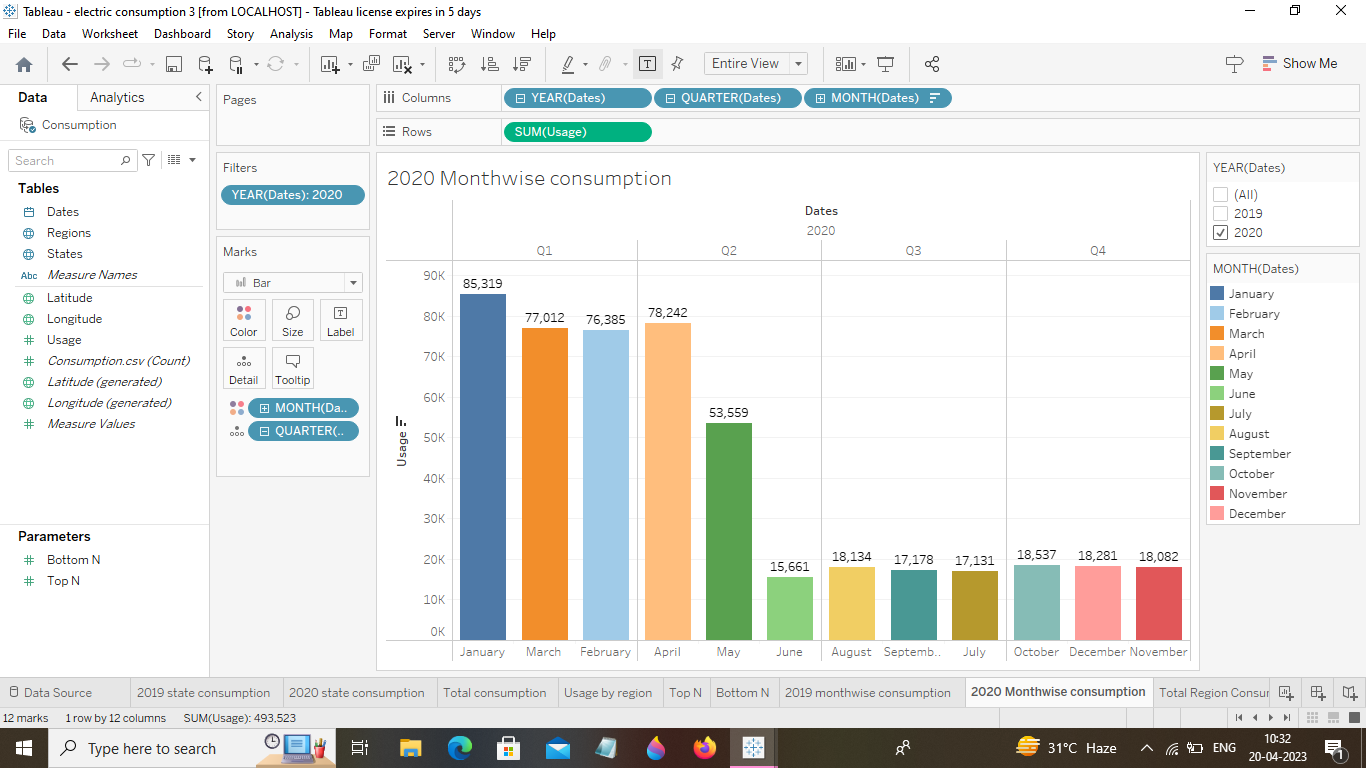 Tableau - electric consumption 3 [from LOCALHOST] - Tableau license expires in 5 days
File Data Worksheet Dashboard Story Analysis Map Format Server Window Help
Entire View
Show Me
Data Analytics
Consumption
Search
Tables
Dates
Regions
States
Abc Measure Names
Latitude
Longitude
Usage
Consumption.csv (Count)
Latitude (generated)
Longitude (generated)
Measure Values
Parameters
Bottom N
Top N
Pages
Filters
YEAR(Dates): 2020
Marks
Bar
Color Size Label
Detail Tooltip
MONTH(Da..
QUARTER(..
Columns YEAR(Dates) QUARTER(Dates) MONTH(Dates)
Rows SUM(Usage)
2020 Monthwise consumption
Dates
2020
Q1 Q2 Q3 Q4
90K
80K
70K
60K
50K
40K
30K
20K
10K
0K
Usage
85,319 77,012 76,385 78,242 53,559 15,661 18,134 17,178 17,131 18,537 18,281 18,082
January March February April May June August Septemb.. July October December November
YEAR(Dates)
(All)
2019
2020
MONTH(Dates)
January
February
March
April
May
June
July
August
September
October
November
December
Data Source 2019 state consumption 2020 state consumption Total consumption Usage by region Top N Bottom N 2019 monthwise consumption 2020 Monthwise consumption Total Region Consur
12 marks 1 row by 12 columns SUM(Usage): 493,523
Type here to search
31°C Haze
ENG
10:32
20-04-2023
1